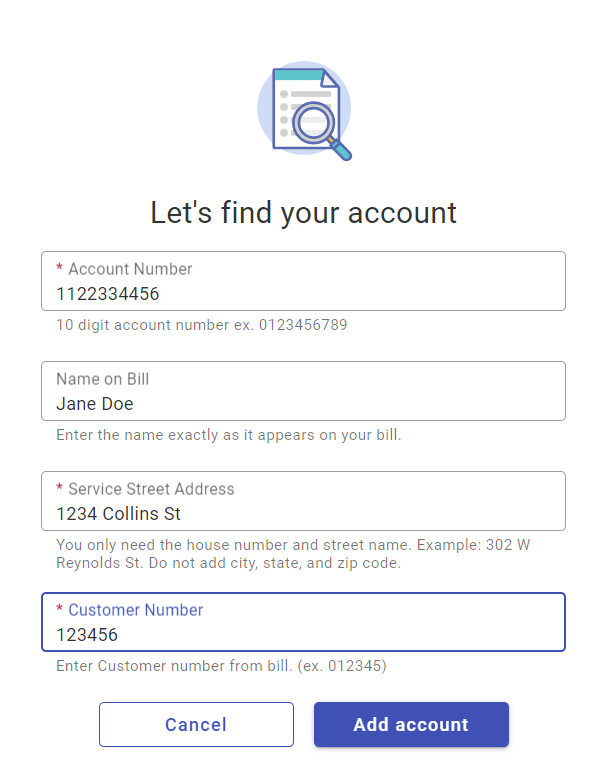 Let's find your account
* Account Number
1122334456
10 digit account number ex. 0123456789
Name on Bill
Jane Doe
Enter the name exactly as it appears on your bill.
* Service Street Address
1234 Collins St
You only need the house number and street name. Example: 302 W
Reynolds St. Do not add city, state, and zip code.
* Customer Number
123456
Enter Customer number from bill. (ex. 012345)
Cancel
Add account